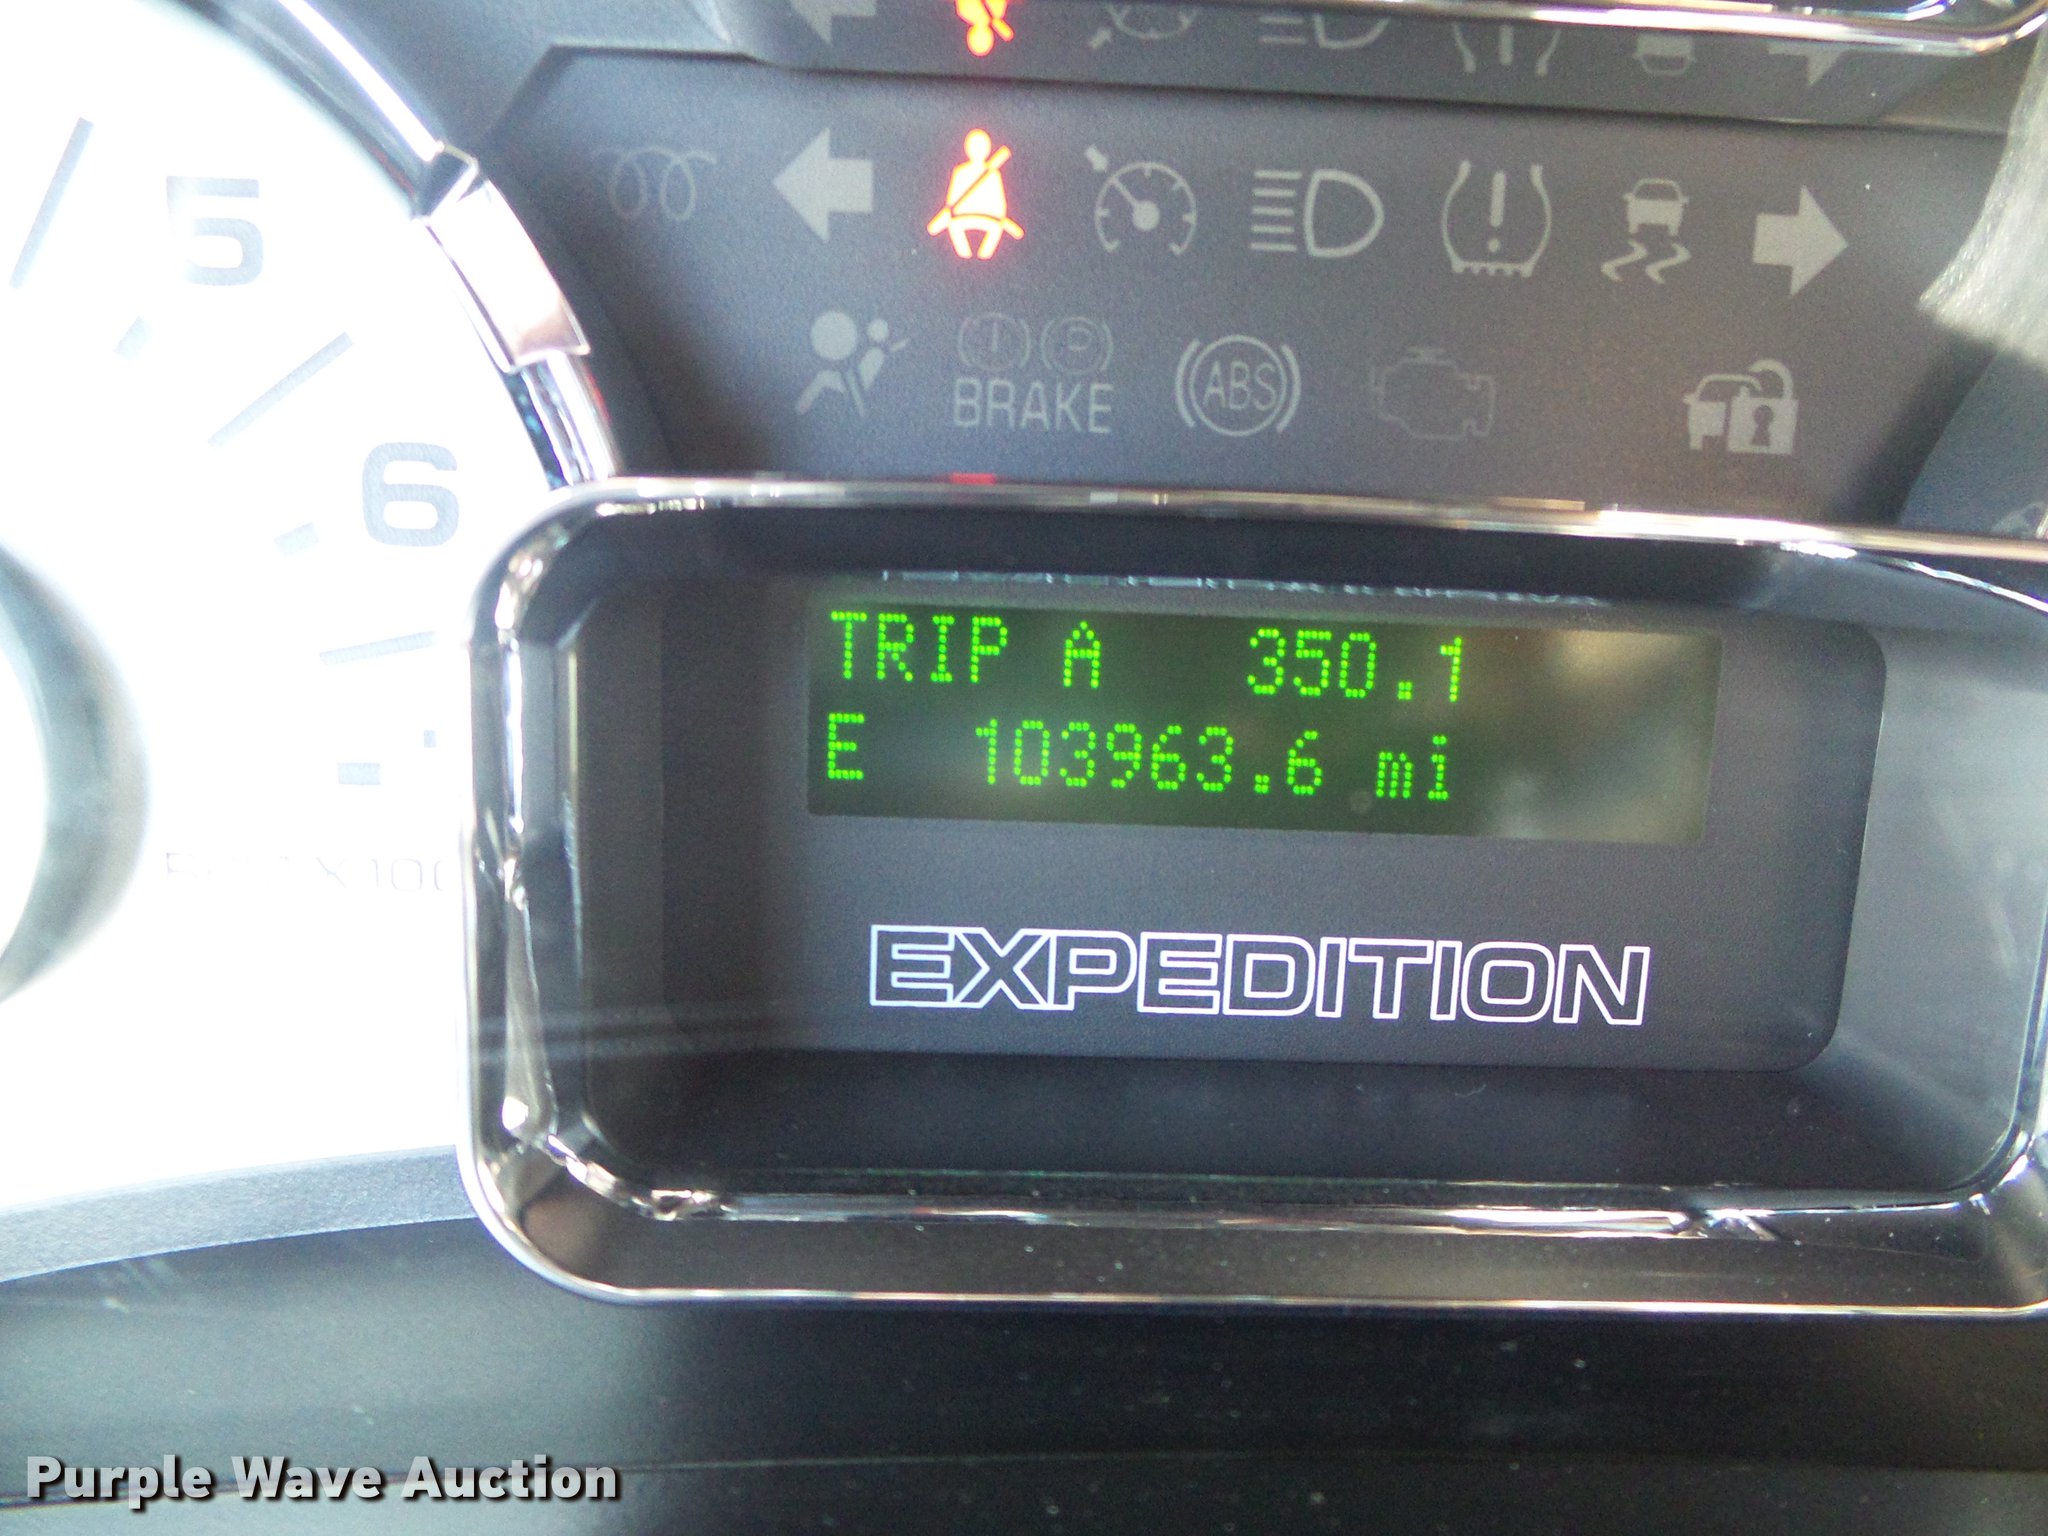 5
6
BRAKE
ABS
TRIP A 350.1
E 103963.6 mi
EXPEDITION
Purple Wave Auction